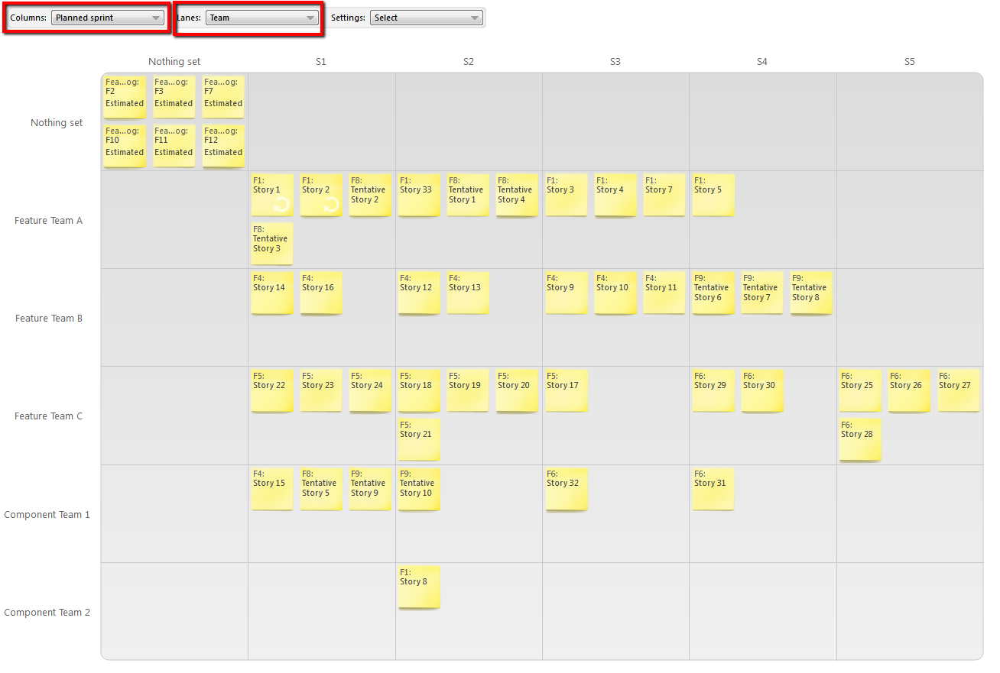 Columns: Planned sprint Lanes: Team Settings: Select
Nothing set S1 S2 S3 S4 S5
Nothing set
Fea...og: Fea...og: Fea...og:
F2 F3 F7
Estimated Estimated Estimated
Fea...og: Fea...og: Fea...og:
F10 F11 F12
Estimated Estimated Estimated
Feature Team A
F1: F1: F8: F1: F8: F8: F1: F1: F1: F1:
Story 1 Story 2 Tentative Story 33 Tentative Tentative Story 3 Story 4 Story 7 Story 5
Story 2 Story 1 Story 4
F8:
Tentative
Story 3
Feature Team B
F4: F4: F4: F4: F4: F4: F4: F9: F9: F9:
Story 14 Story 16 Story 12 Story 13 Story 9 Story 10 Story 11 Tentative Tentative Tentative
Story 6 Story 7 Story 8
Feature Team C
F5: F5: F5: F5: F5: F5: F5: F6: F6: F6: F6: F6:
Story 22 Story 23 Story 24 Story 18 Story 19 Story 20 Story 17 Story 29 Story 30 Story 25 Story 26 Story 27
F5: F6:
Story 21 Story 28
Component Team 1
F4: F8: F9: F9: F6: F6:
Story 15 Tentative Tentative Tentative Story 32 Story 31
Story 5 Story 9 Story 10
Component Team 2
F1:
Story 8